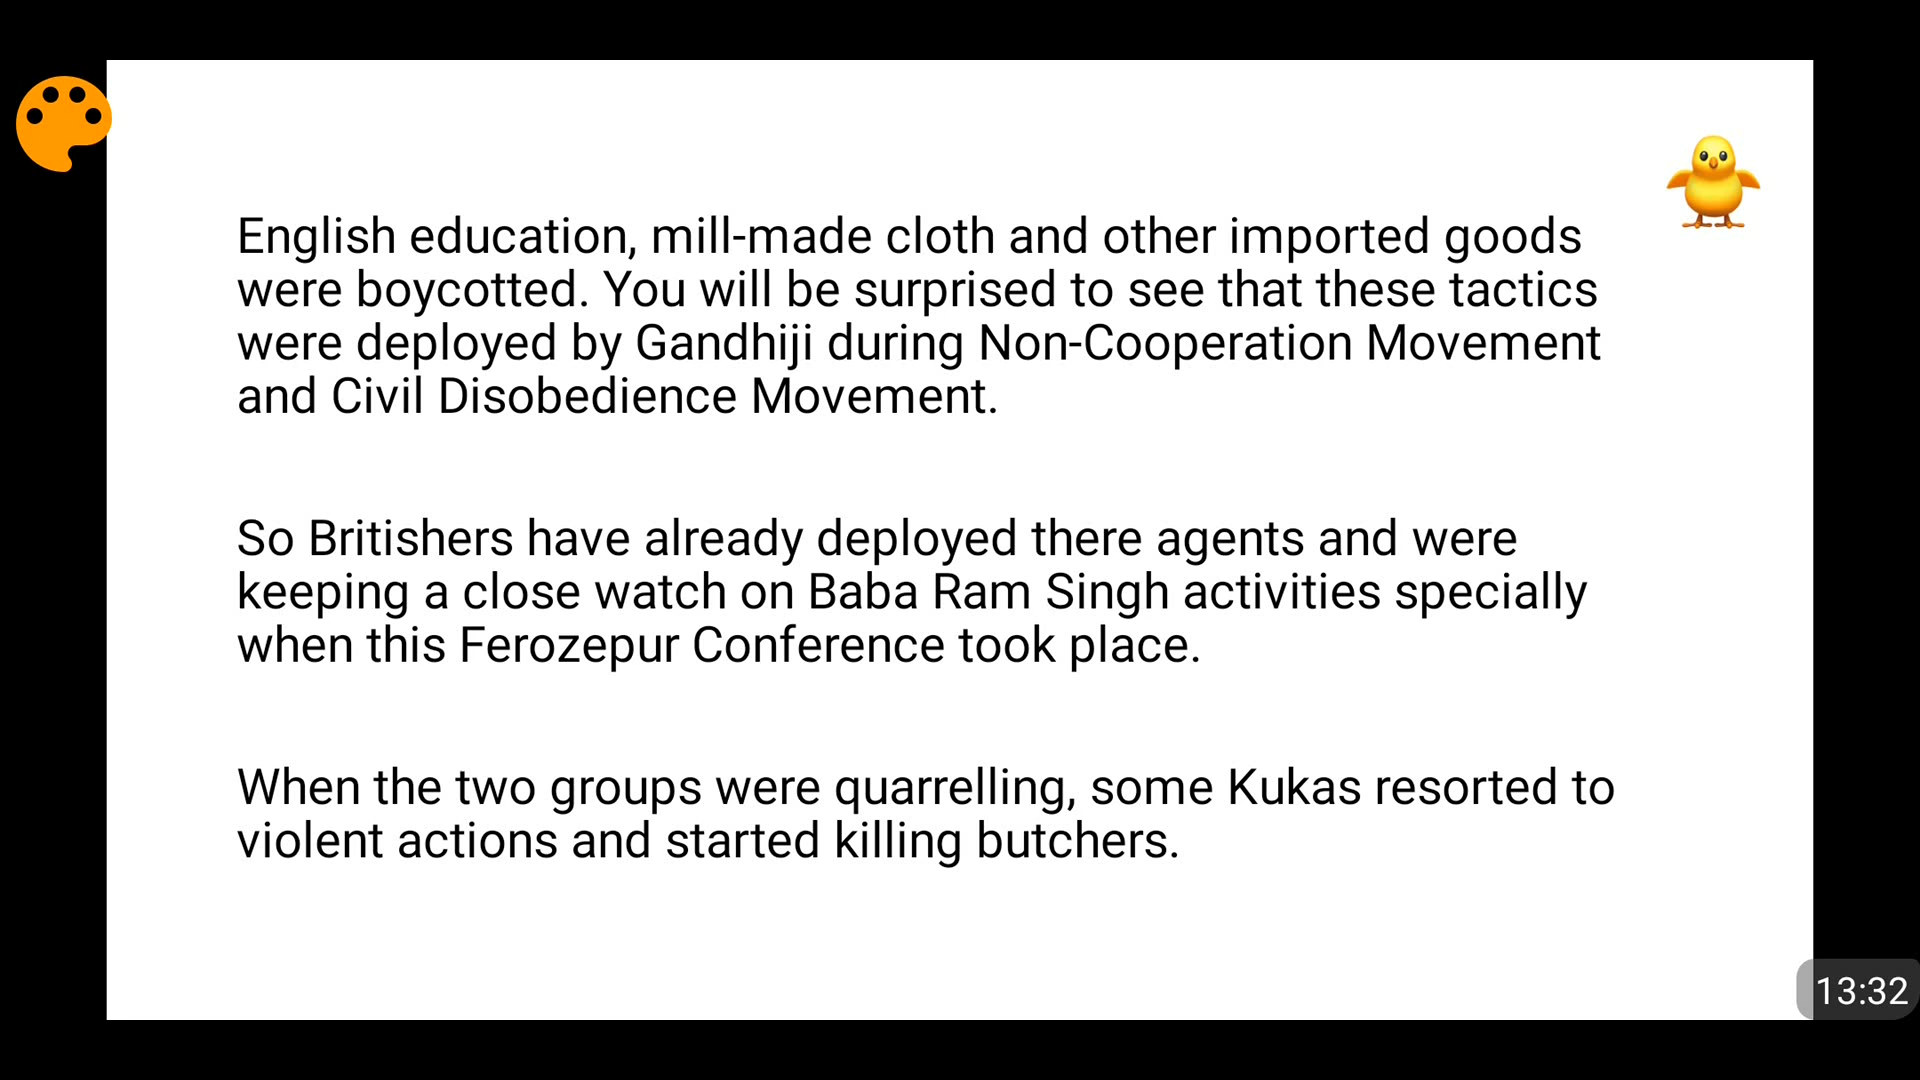 English education, mill-made cloth and other imported goods
were boycotted. You will be surprised to see that these tactics
were deployed by Gandhiji during Non-Cooperation Movement
and Civil Disobedience Movement.
So Britishers have already deployed there agents and were
keeping a close watch on Baba Ram Singh activities specially
when this Ferozepur Conference took place.
When the two groups were quarrelling, some Kukas resorted to
violent actions and started killing butchers.
13:32